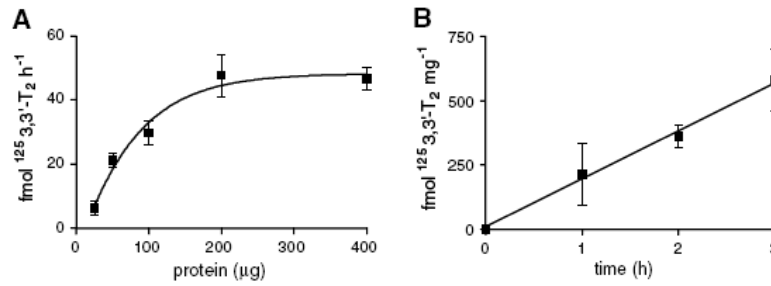 A
fmol ¹²⁵3,3'-T₂ h⁻¹
60
40
20
0
0 100 200 300 400
protein (µg)
B
fmol ¹²⁵3,3'-T₂ mg⁻¹
750
500
250
0
0 1 2
time (h)